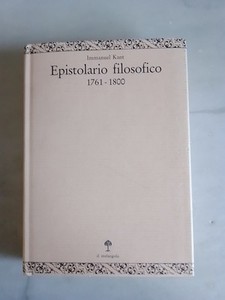 Immanuel Kant
Epistolario filosofico
1761-1800
il melangolo